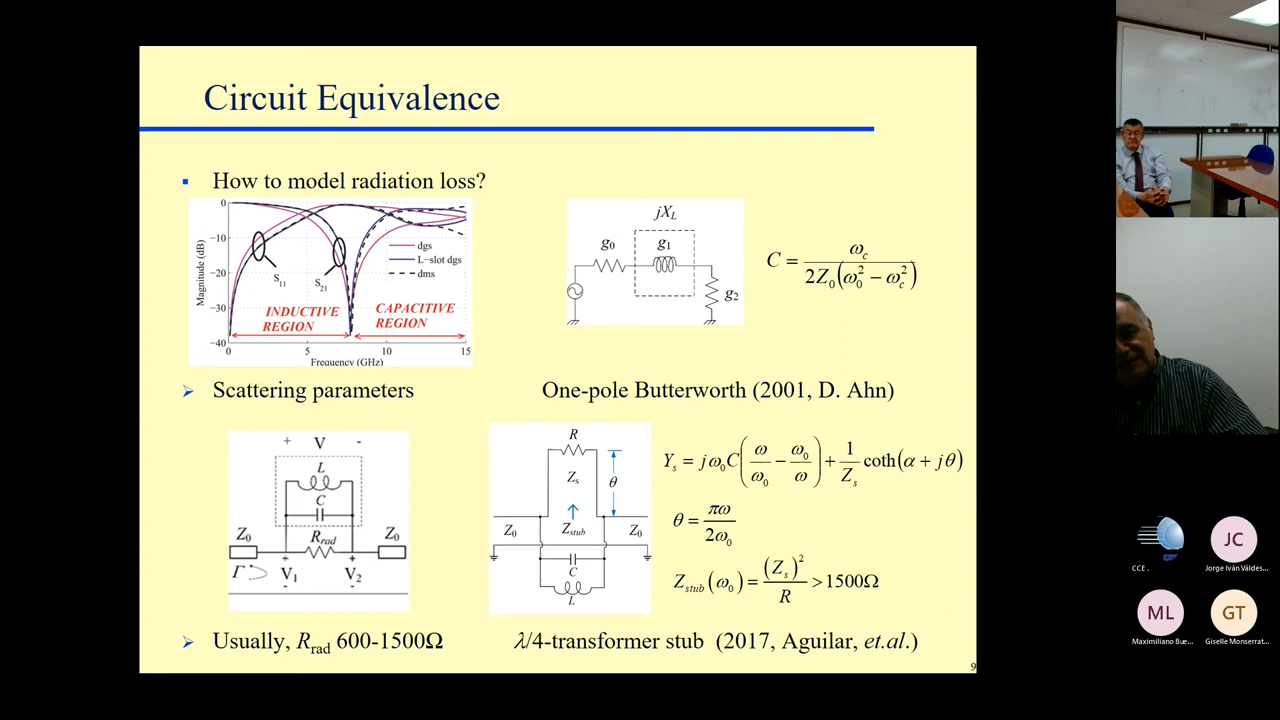 Circuit Equivalence
▪ How to model radiation loss?
0
−10
−20
−30
−40
Magnitude (dB)
0 5 10 15
Frequency (GHz)
S11
S21
dgs
L−slot dgs
dms
INDUCTIVE
REGION
CAPACITIVE
REGION
jX_L
g0 g1
g2
C = ω_c / 2Z_0(ω_0^2 − ω_c^2)
➢ Scattering parameters
One-pole Butterworth (2001, D. Ahn)
+ V -
L
C
Z0 R_rad Z0
Γ
+ +
V1 V2
- -
R
Z_s θ
Z0 Z_stub Z0
C
L
Y_s = jω_0C(ω/ω_0 − ω_0/ω) + 1/Z_s coth(α + jθ)
θ = πω / 2ω_0
Z_stub(ω_0) = (Z_s)^2 / R > 1500Ω
➢ Usually, R_rad 600-1500Ω
λ/4-transformer stub (2017, Aguilar, et.al.)
9
CCE .
JC
Jorge Iván Váldes...
ML
Maximiliano Bue...
GT
Giselle Monserrat...